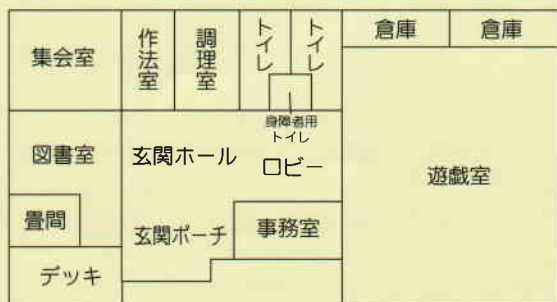 集会室
作法室
調理室
トイレ
トイレ
倉庫
倉庫
身障者用
トイレ
図書室
玄関ホール
ロビー
遊戯室
畳間
玄関ポーチ
事務室
デッキ